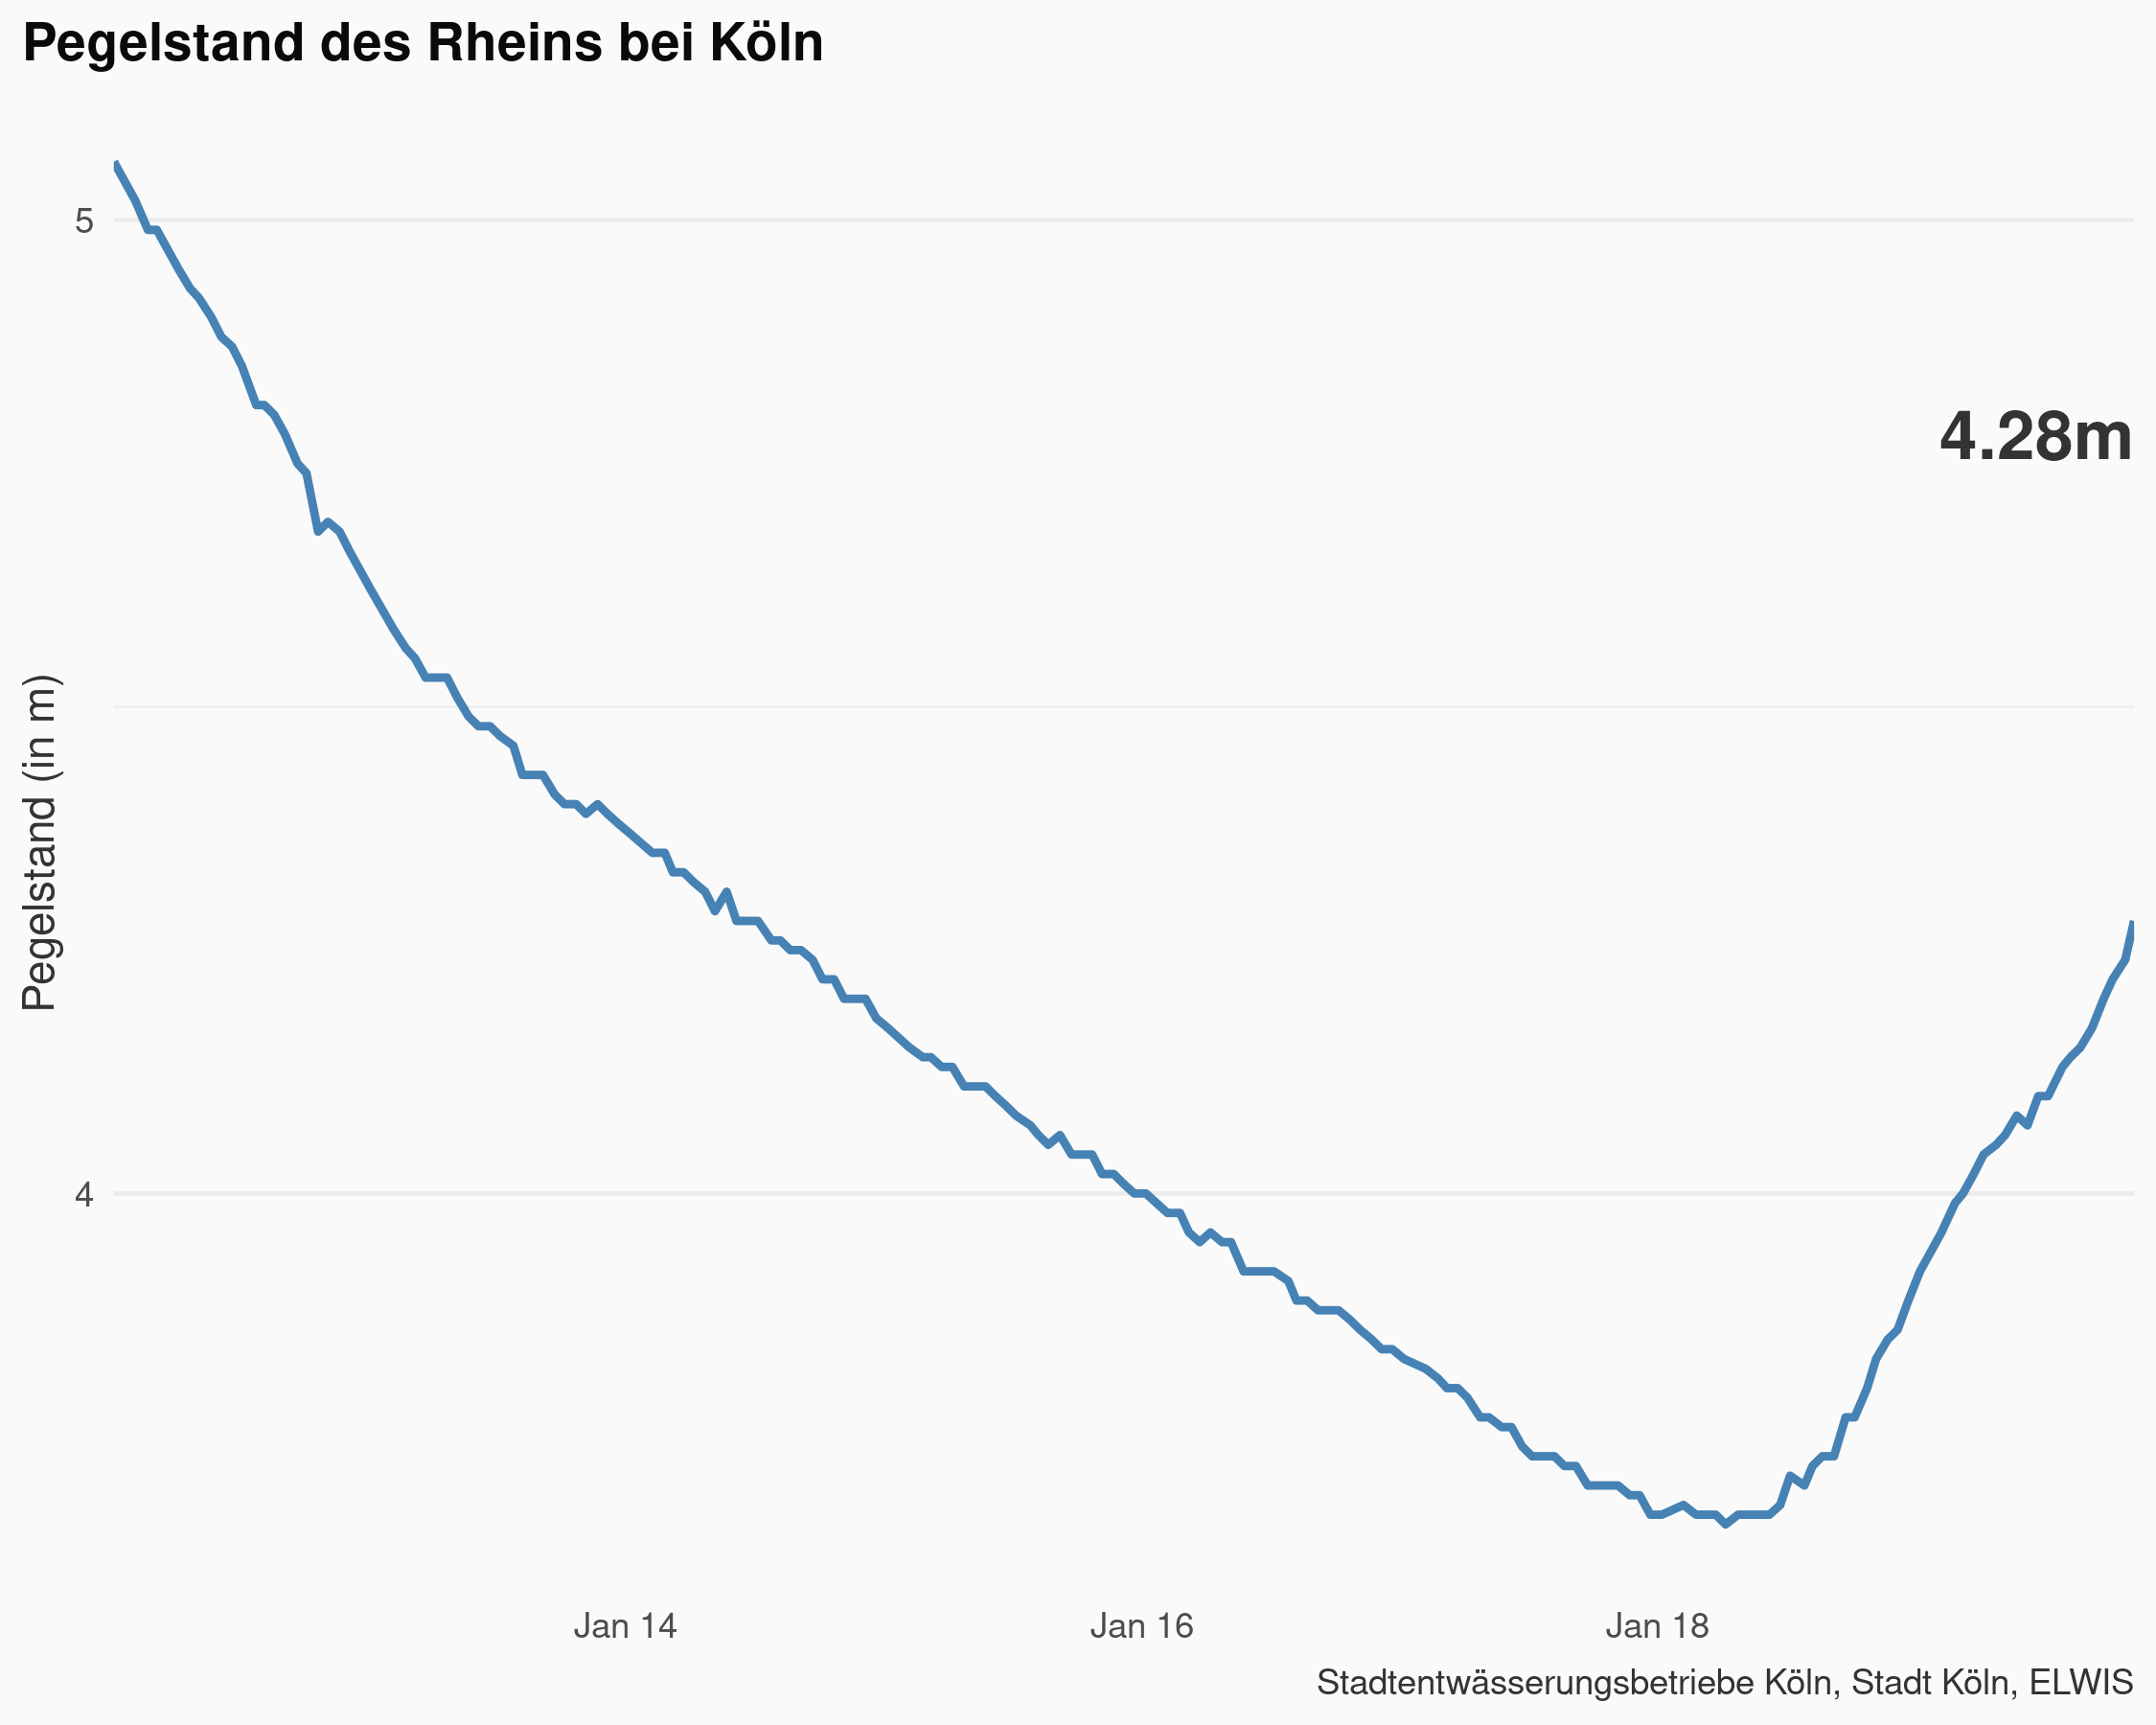 Pegelstand des Rheins bei Köln
5
4.28m
Pegelstand (in m)
4
Jan 14
Jan 16
Jan 18
Stadtentwässerungsbetriebe Köln, Stadt Köln, ELWIS